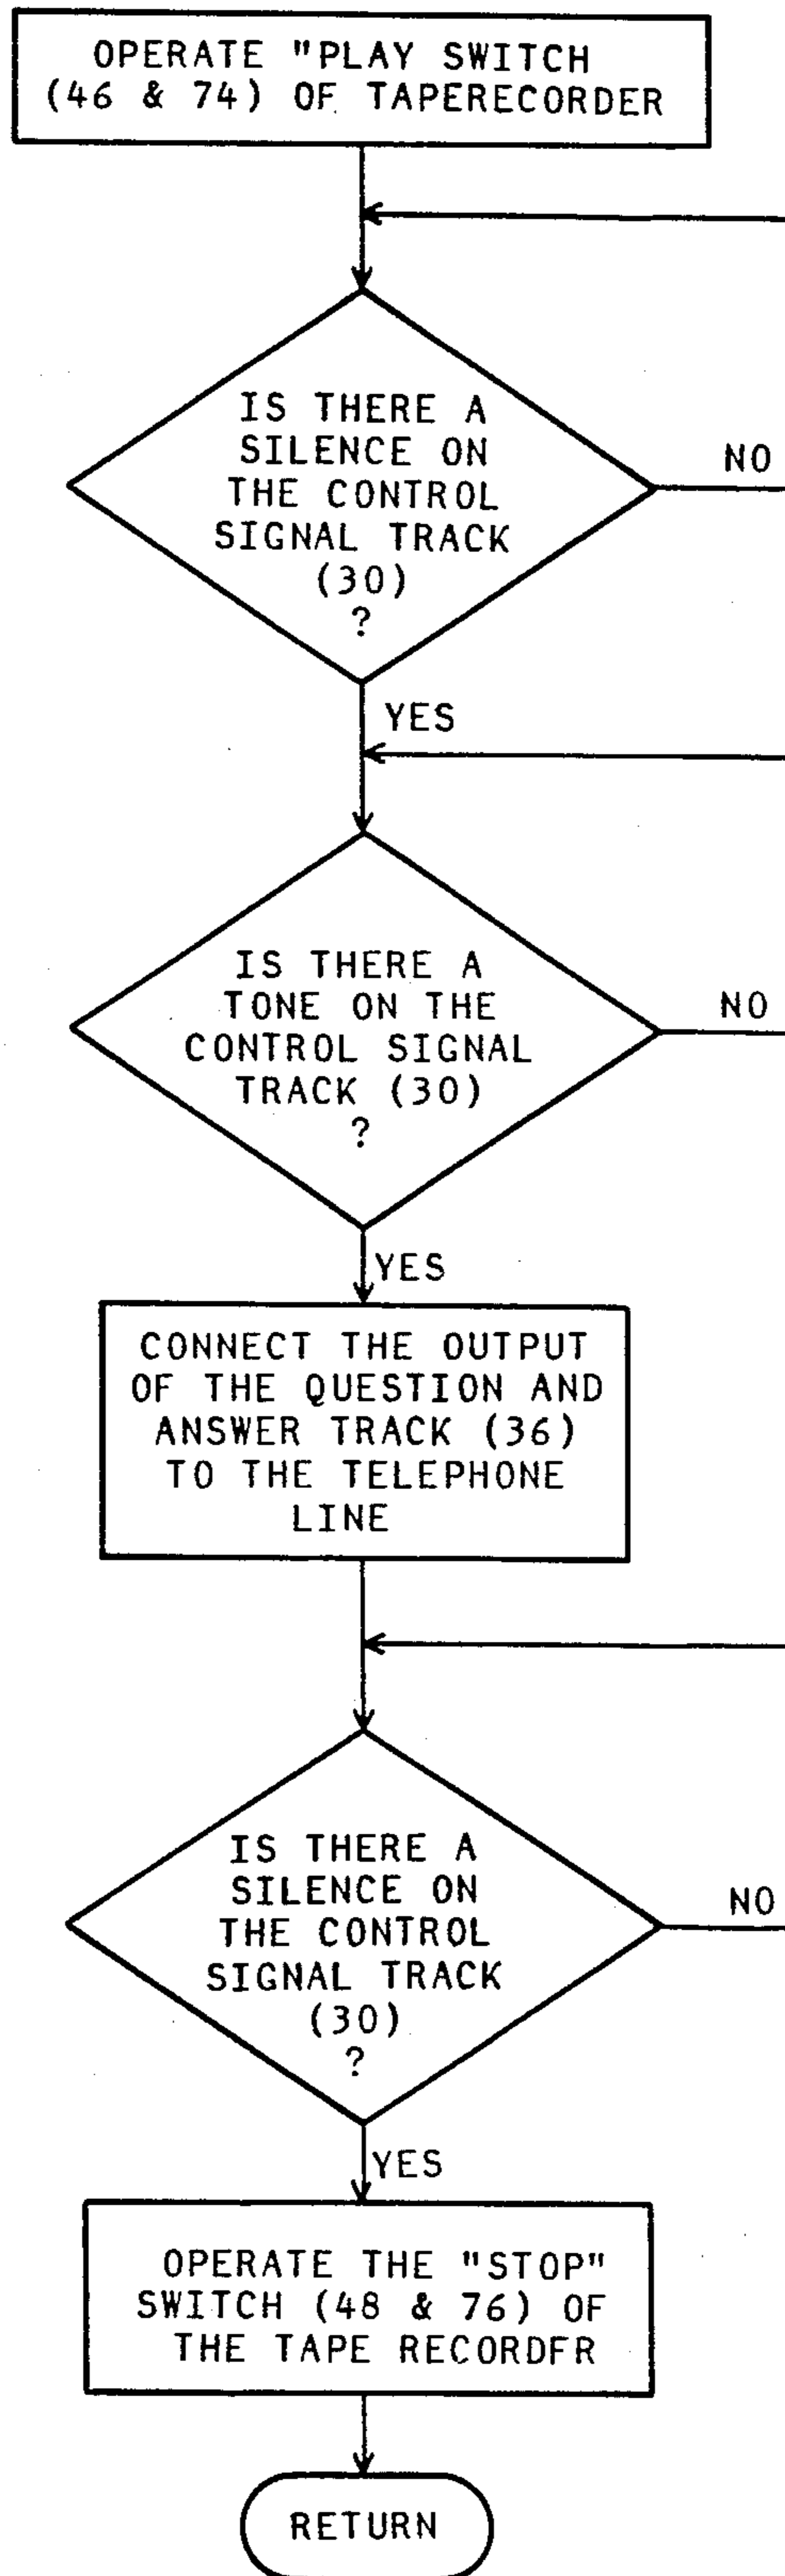 OPERATE "PLAY SWITCH
(46 & 74) OF TAPERECORDER
IS THERE A
SILENCE ON
THE CONTROL
SIGNAL TRACK
(30)
?
NO
YES
IS THERE A
TONE ON THE
CONTROL SIGNAL
TRACK (30)
?
NO
YES
CONNECT THE OUTPUT
OF THE QUESTION AND
ANSWER TRACK (36)
TO THE TELEPHONE
LINE
IS THERE A
SILENCE ON
THE CONTROL
SIGNAL TRACK
(30)
?
NO
YES
OPERATE THE "STOP"
SWITCH (48 & 76) OF
THE TAPE RECORDFR
RETURN